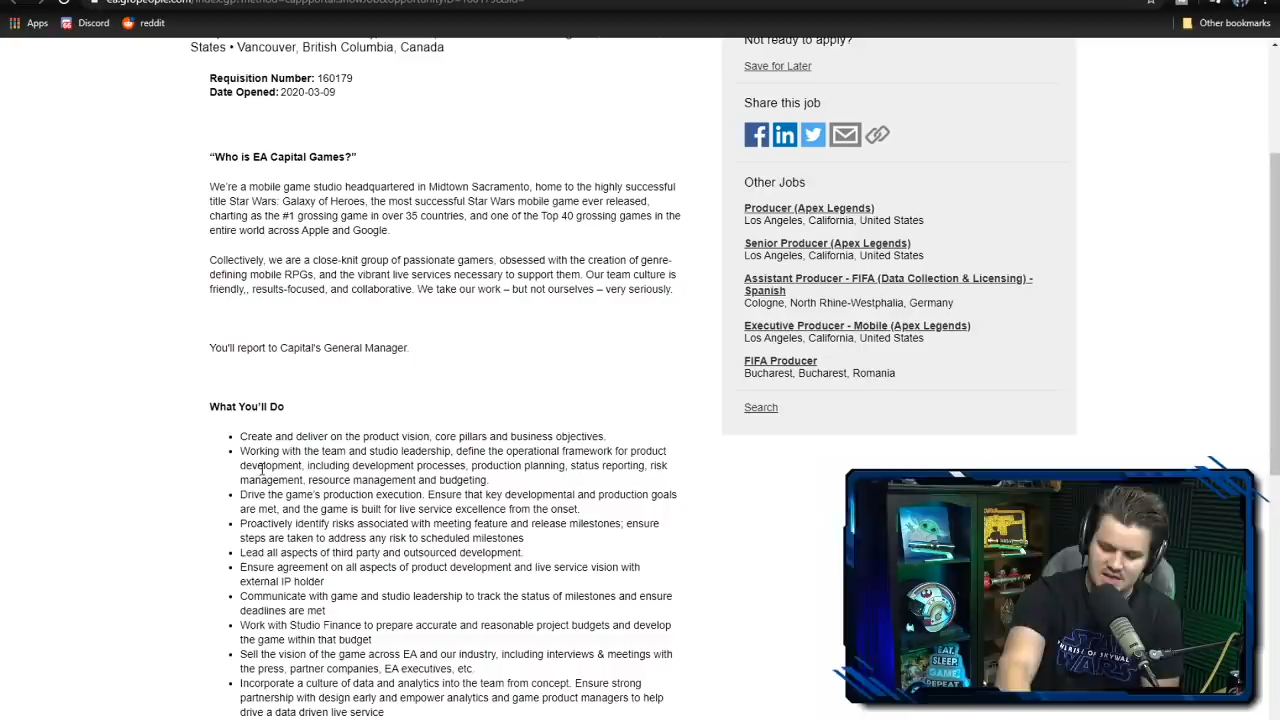 Apps
Discord
reddit
Other bookmarks
States • Vancouver, British Columbia, Canada
Requisition Number: 160179
Date Opened: 2020-03-09
“Who is EA Capital Games?”
We’re a mobile game studio headquartered in Midtown Sacramento, home to the highly successful
title Star Wars: Galaxy of Heroes, the most successful Star Wars mobile game ever released,
charting as the #1 grossing game in over 35 countries, and one of the Top 40 grossing games in the
entire world across Apple and Google.
Collectively, we are a close-knit group of passionate gamers, obsessed with the creation of genre-
defining mobile RPGs, and the vibrant live services necessary to support them. Our team culture is
friendly,, results-focused, and collaborative. We take our work – but not ourselves – very seriously.
You'll report to Capital's General Manager.
What You’ll Do
• Create and deliver on the product vision, core pillars and business objectives.
• Working with the team and studio leadership, define the operational framework for product
development, including development processes, production planning, status reporting, risk
management, resource management and budgeting.
• Drive the game’s production execution. Ensure that key developmental and production goals
are met, and the game is built for live service excellence from the onset.
• Proactively identify risks associated with meeting feature and release milestones; ensure
steps are taken to address any risk to scheduled milestones
• Lead all aspects of third party and outsourced development.
• Ensure agreement on all aspects of product development and live service vision with
external IP holder
• Communicate with game and studio leadership to track the status of milestones and ensure
deadlines are met
• Work with Studio Finance to prepare accurate and reasonable project budgets and develop
the game within that budget
• Sell the vision of the game across EA and our industry, including interviews & meetings with
the press, partner companies, EA executives, etc.
• Incorporate a culture of data and analytics into the team from concept. Ensure strong
partnership with design early and empower analytics and game product managers to help
drive a data driven live service
Not ready to apply?
Save for Later
Share this job
Other Jobs
Producer (Apex Legends)
Los Angeles, California, United States
Senior Producer (Apex Legends)
Los Angeles, California, United States
Assistant Producer - FIFA (Data Collection & Licensing) -
Spanish
Cologne, North Rhine-Westphalia, Germany
Executive Producer - Mobile (Apex Legends)
Los Angeles, California, United States
FIFA Producer
Bucharest, Bucharest, Romania
Search
EAT,
SLEEP,
GAME,
REPEAT
STAR
WARS